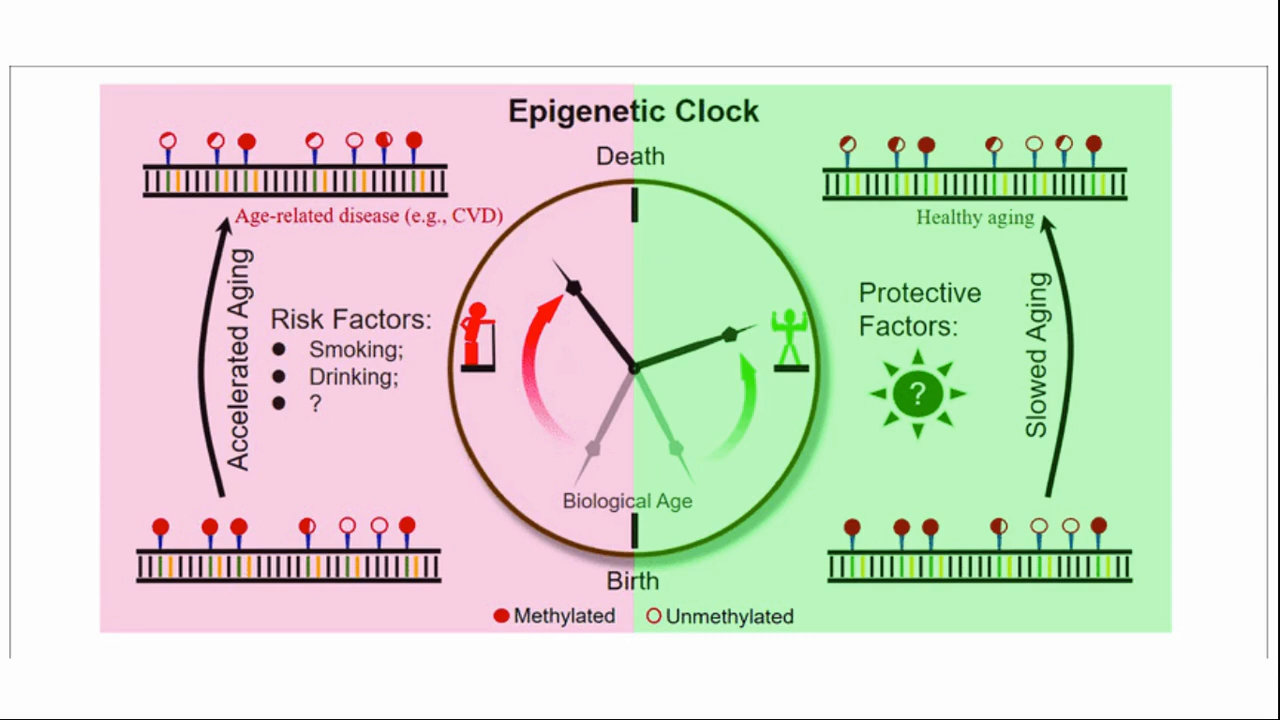 Epigenetic Clock
Death
Age-related disease (e.g., CVD)
Healthy aging
Accelerated Aging
Risk Factors:
Smoking;
Drinking;
?
Protective
Factors:
?
Slowed Aging
Biological Age
Birth
Methylated
Unmethylated